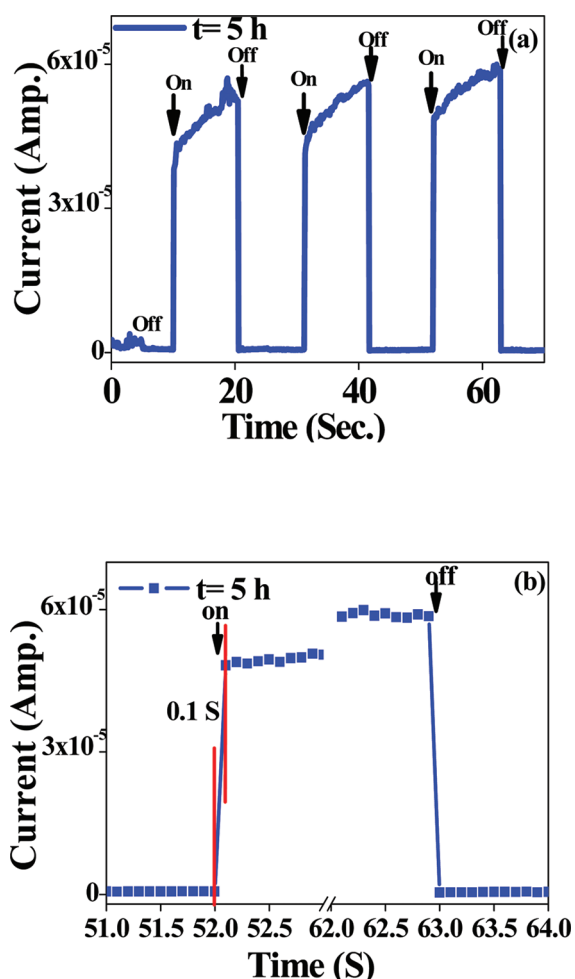 t= 5 h
(a)
Off
Off
Off
On
On
On
Off
6x10-5
3x10-5
0
Current (Amp.)
0 20 40 60
Time (Sec.)
t= 5 h
(b)
on
off
0.1 S
6x10-5
3x10-5
0
Current (Amp.)
51.0 51.5 52.0 52.5 62.0 62.5 63.0 63.5 64.0
Time (S)